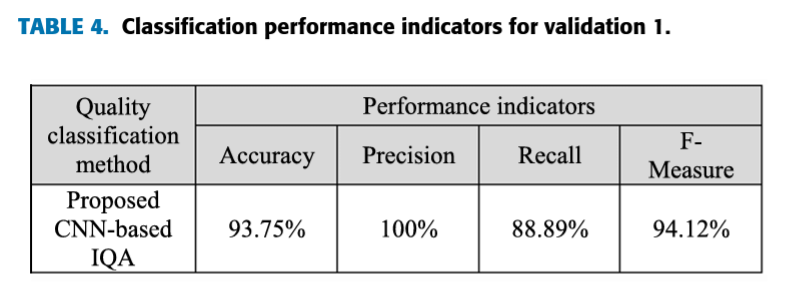 TABLE 4. Classification performance indicators for validation 1.
Quality
classification
method
Performance indicators
Accuracy
Precision
Recall
F-
Measure
Proposed
CNN-based
IQA
93.75%
100%
88.89%
94.12%